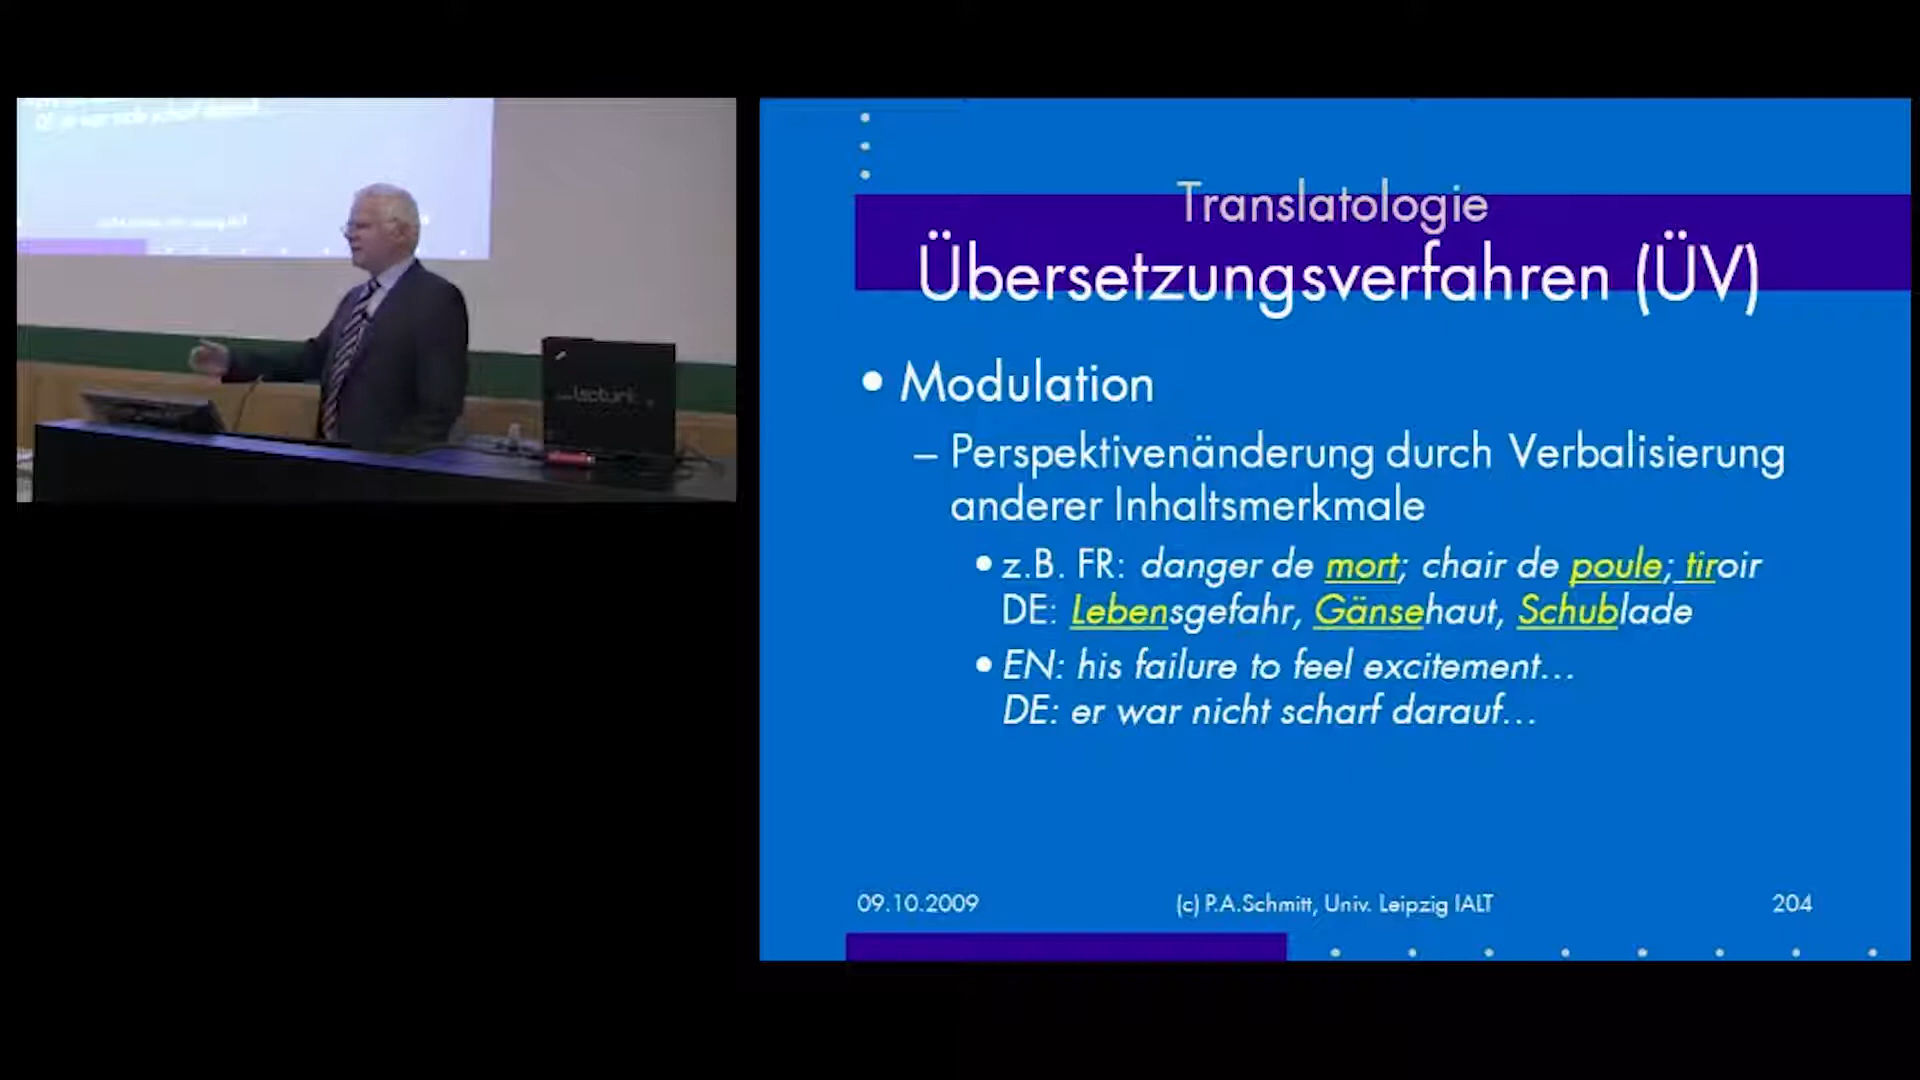 Translatologie
Übersetzungsverfahren (ÜV)
• Modulation
– Perspektivenänderung durch Verbalisierung
anderer Inhaltsmerkmale
• z.B. FR: danger de mort; chair de poule; tiroir
DE: Lebensgefahr, Gänsehaut, Schublade
• EN: his failure to feel excitement...
DE: er war nicht scharf darauf...
09.10.2009 (c) P.A.Schmitt, Univ. Leipzig IALT 204